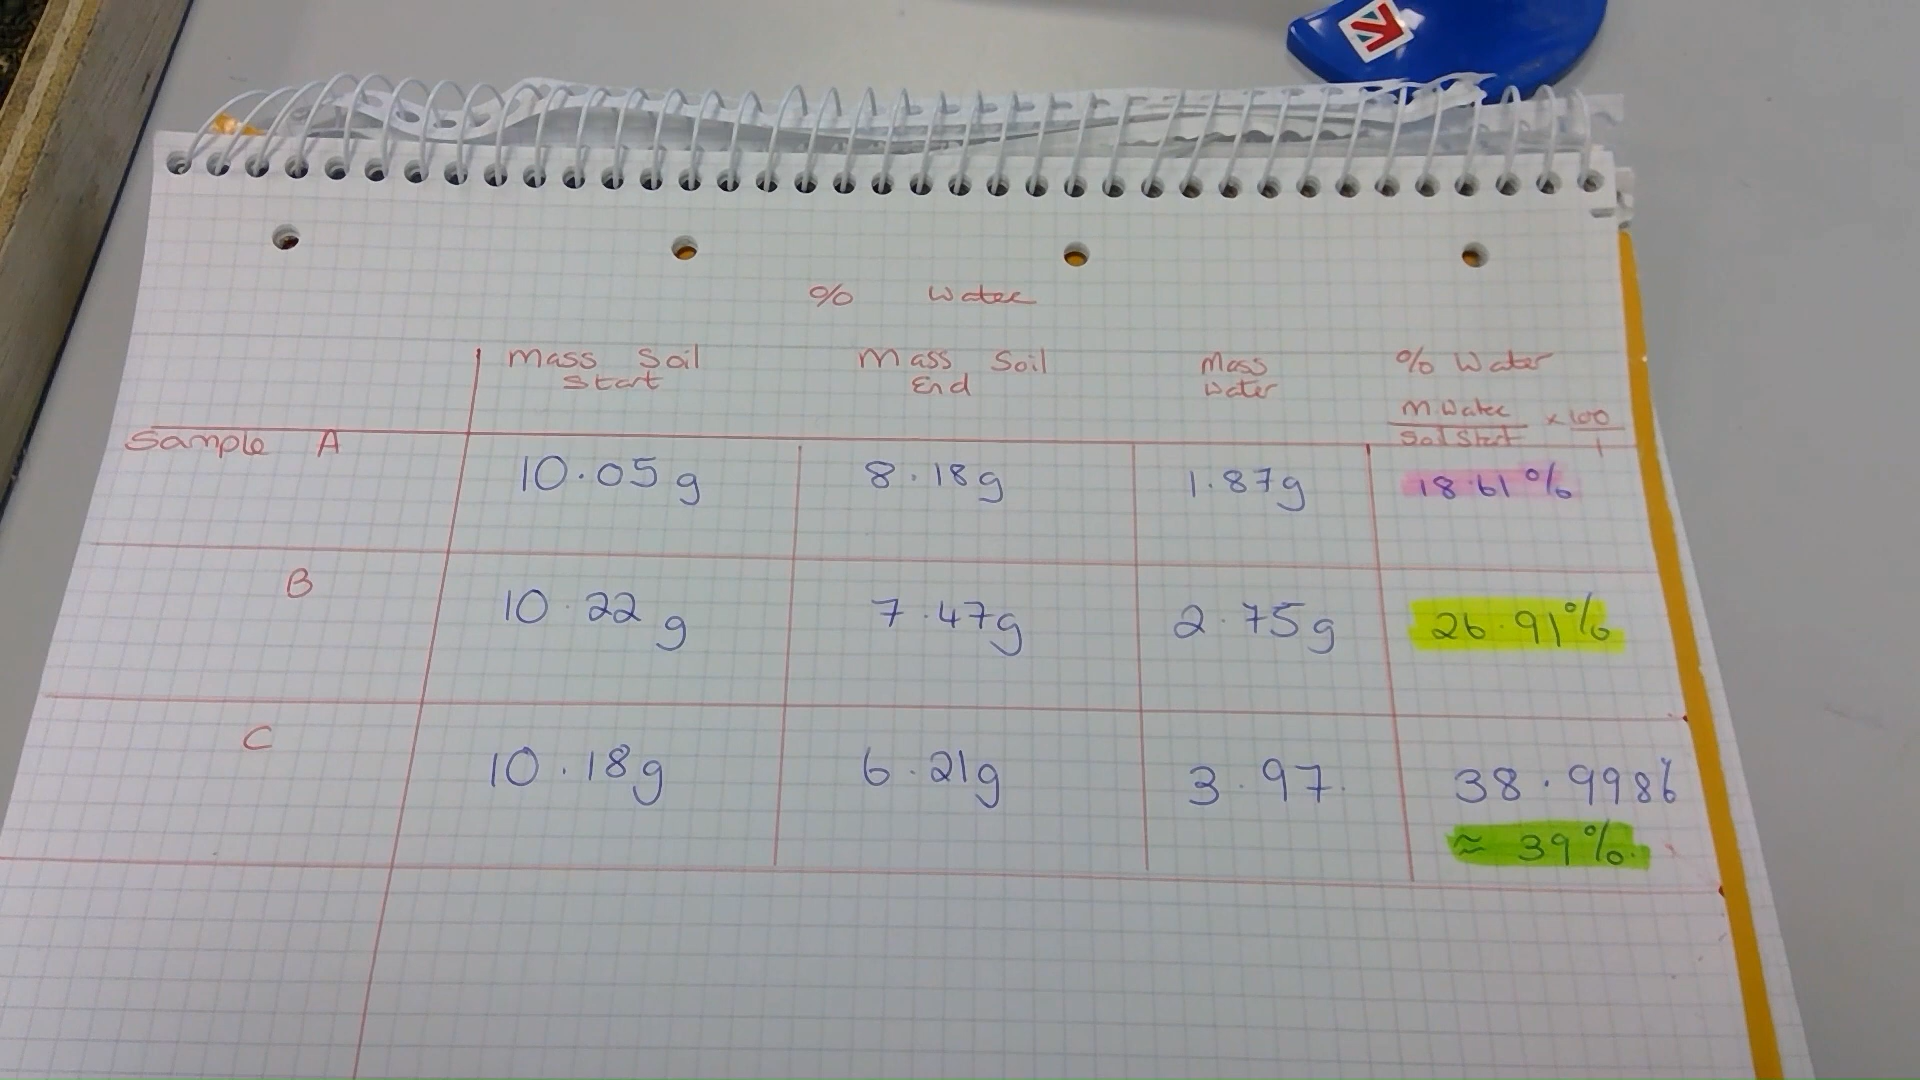 % Water
Mass Soil Start
Mass Soil End
Mass Water
% Water
M.Water / Soil Start × 100 / 1
Sample A
10.05g
8.18g
1.87g
18.61%
B
10.22g
7.47g
2.75g
26.91%
C
10.18g
6.21g
3.97.
38.998%
≈ 39%.